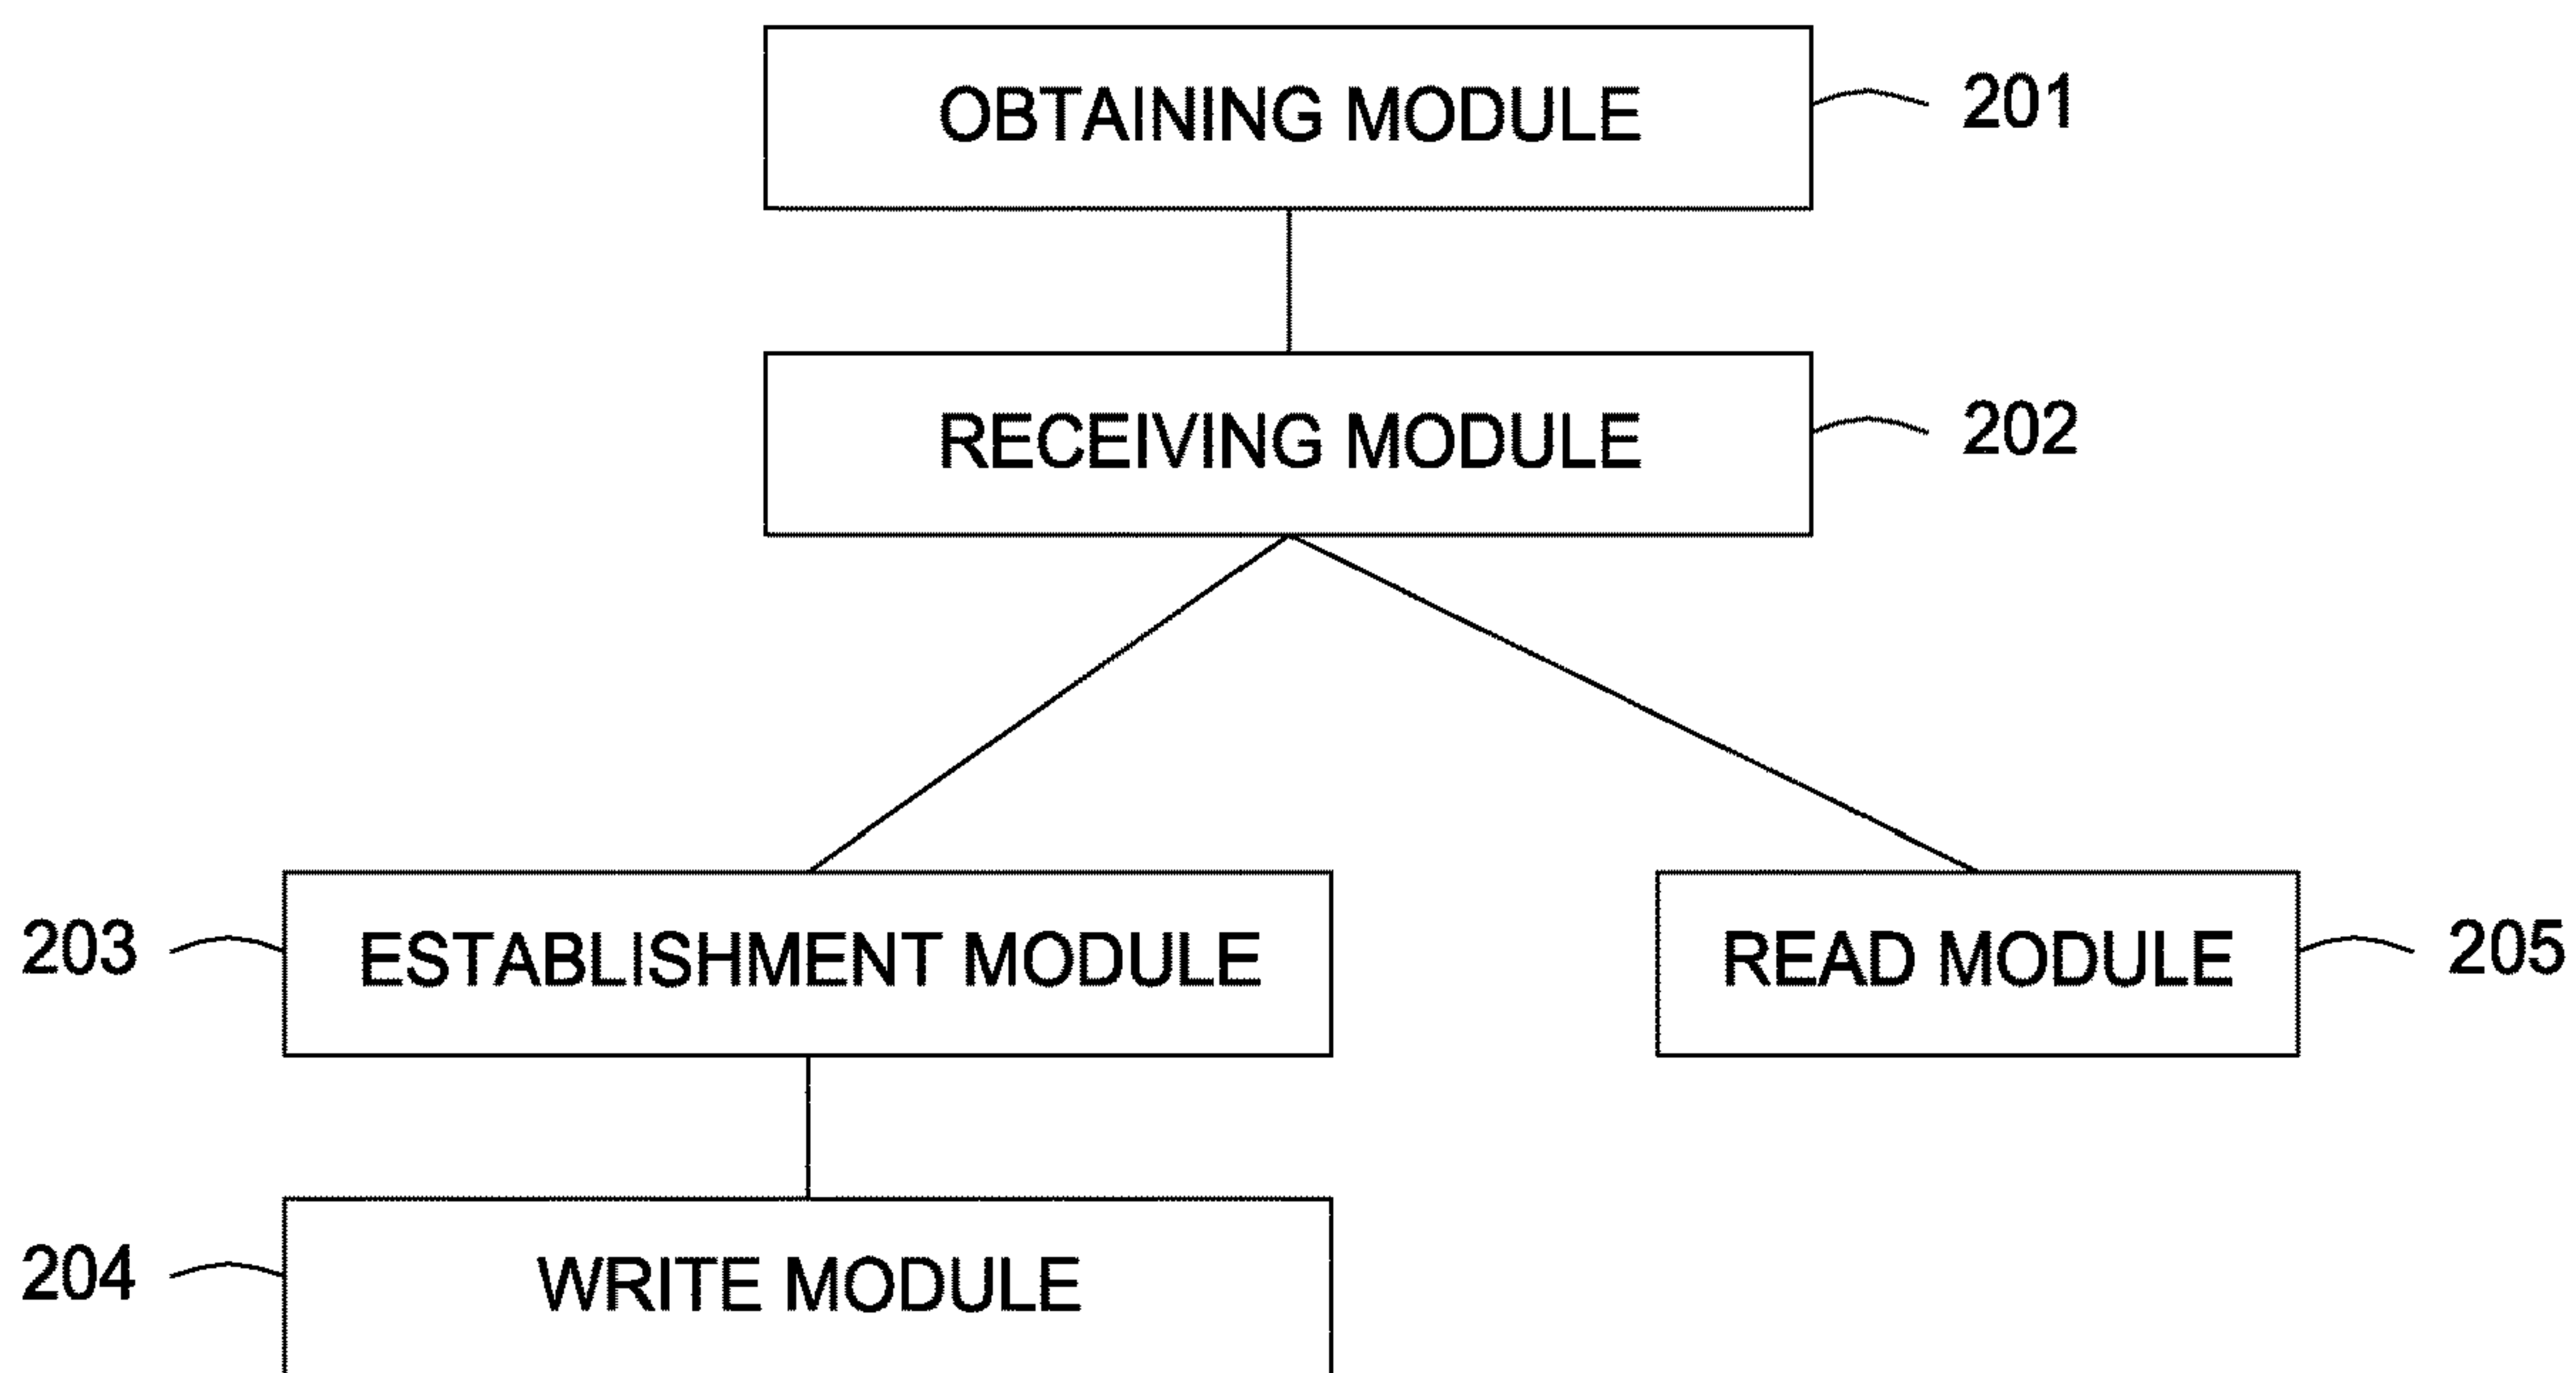 OBTAINING MODULE 201
RECEIVING MODULE 202
203 ESTABLISHMENT MODULE READ MODULE 205
204 WRITE MODULE